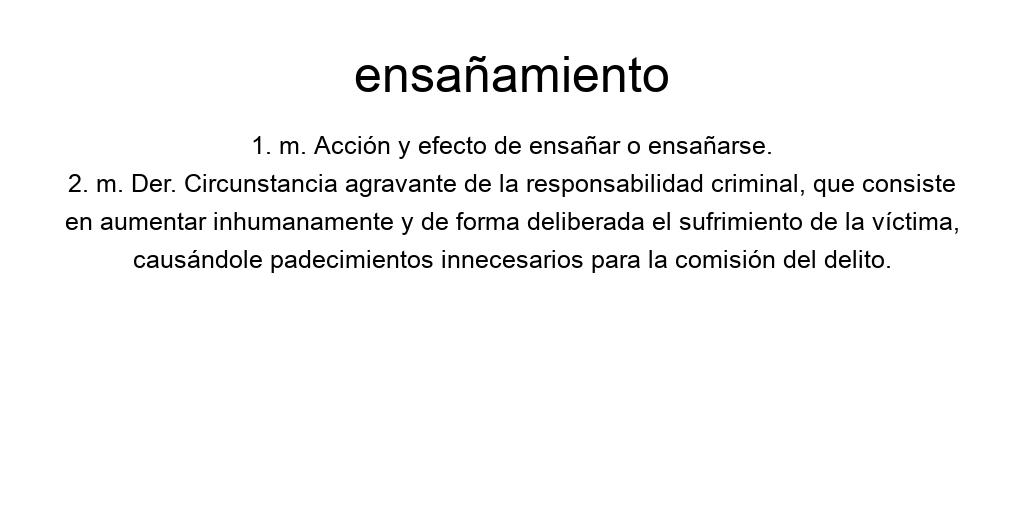 ensañamiento
1. m. Acción y efecto de ensañar o ensañarse.
2. m. Der. Circunstancia agravante de la responsabilidad criminal, que consiste
en aumentar inhumanamente y de forma deliberada el sufrimiento de la víctima,
causándole padecimientos innecesarios para la comisión del delito.